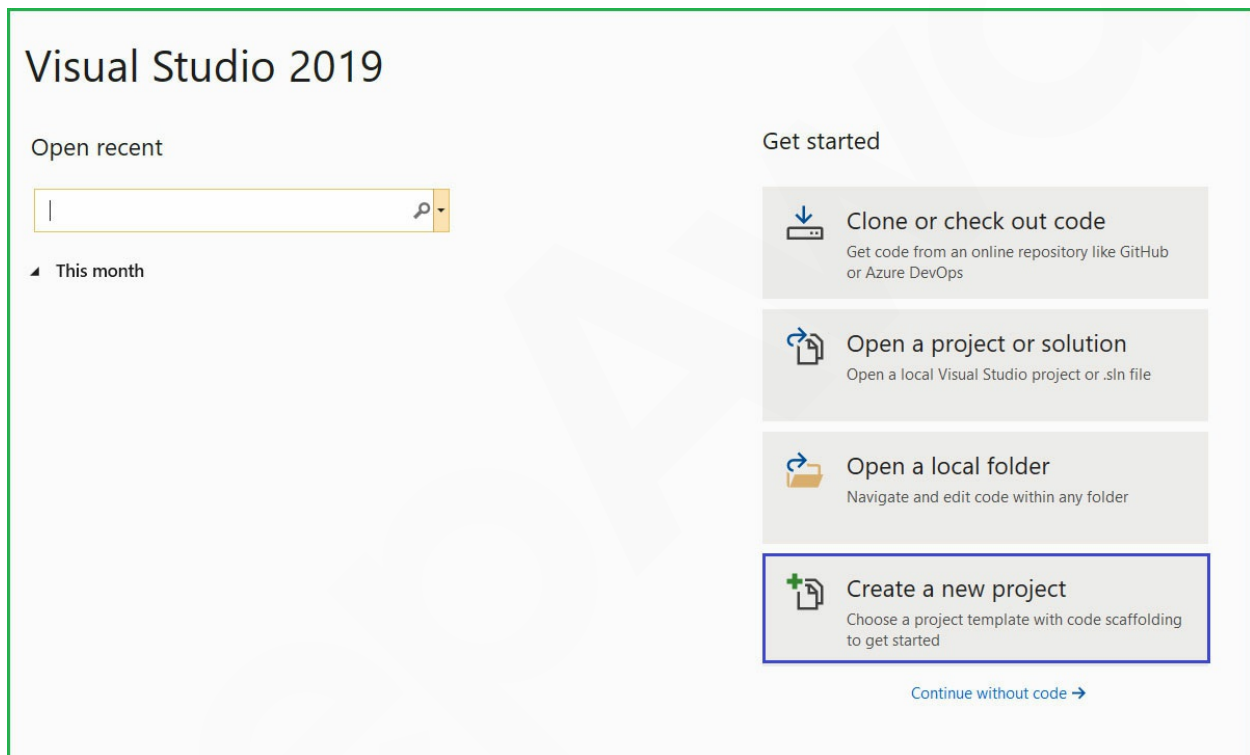 Visual Studio 2019
Open recent
This month
Get started
Clone or check out code
Get code from an online repository like GitHub
or Azure DevOps
Open a project or solution
Open a local Visual Studio project or .sln file
Open a local folder
Navigate and edit code within any folder
Create a new project
Choose a project template with code scaffolding
to get started
Continue without code →